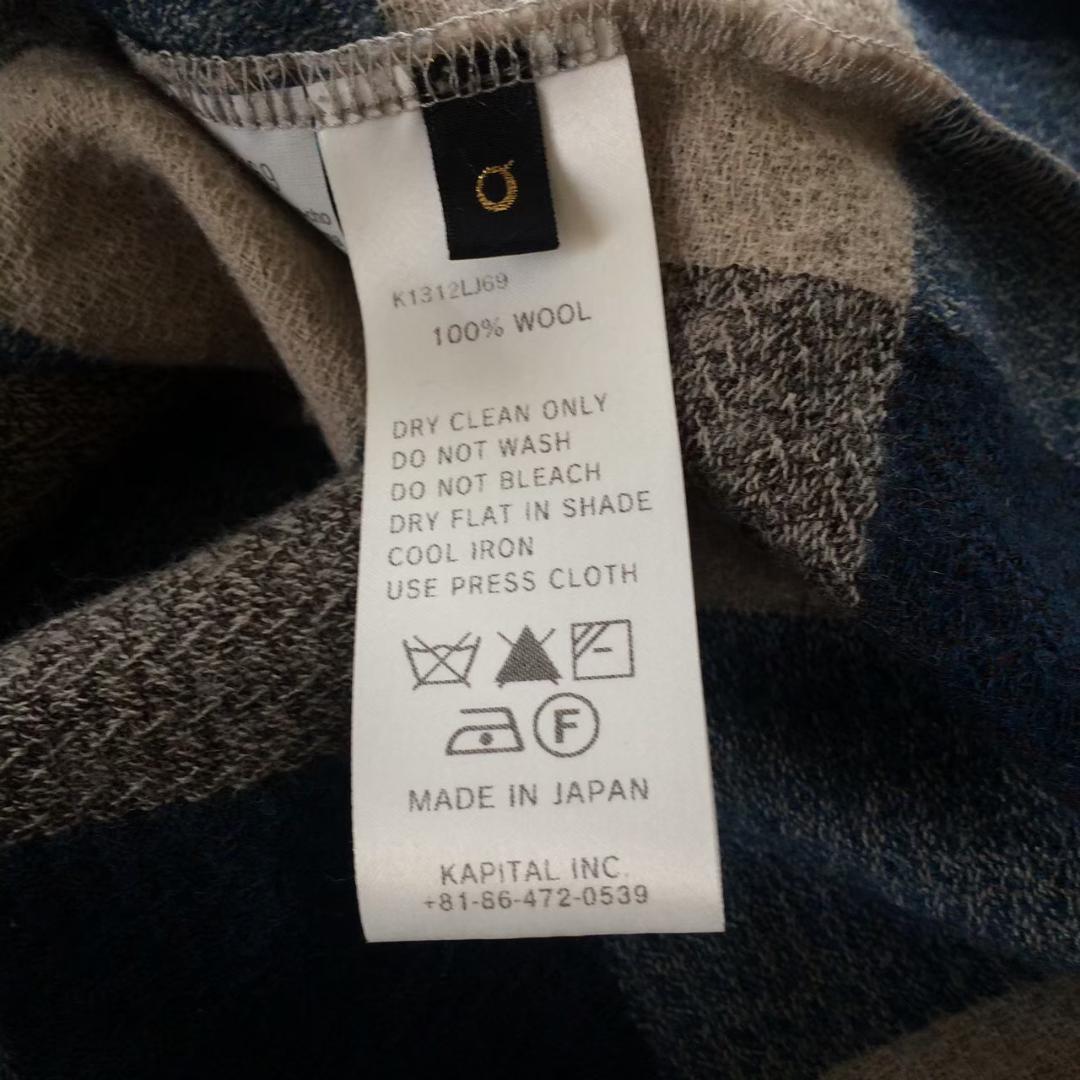 0
K1312LJ69
100% WOOL
DRY CLEAN ONLY
DO NOT WASH
DO NOT BLEACH
DRY FLAT IN SHADE
COOL IRON
USE PRESS CLOTH
F
MADE IN JAPAN
KAPITAL INC.
+81-86-472-0539